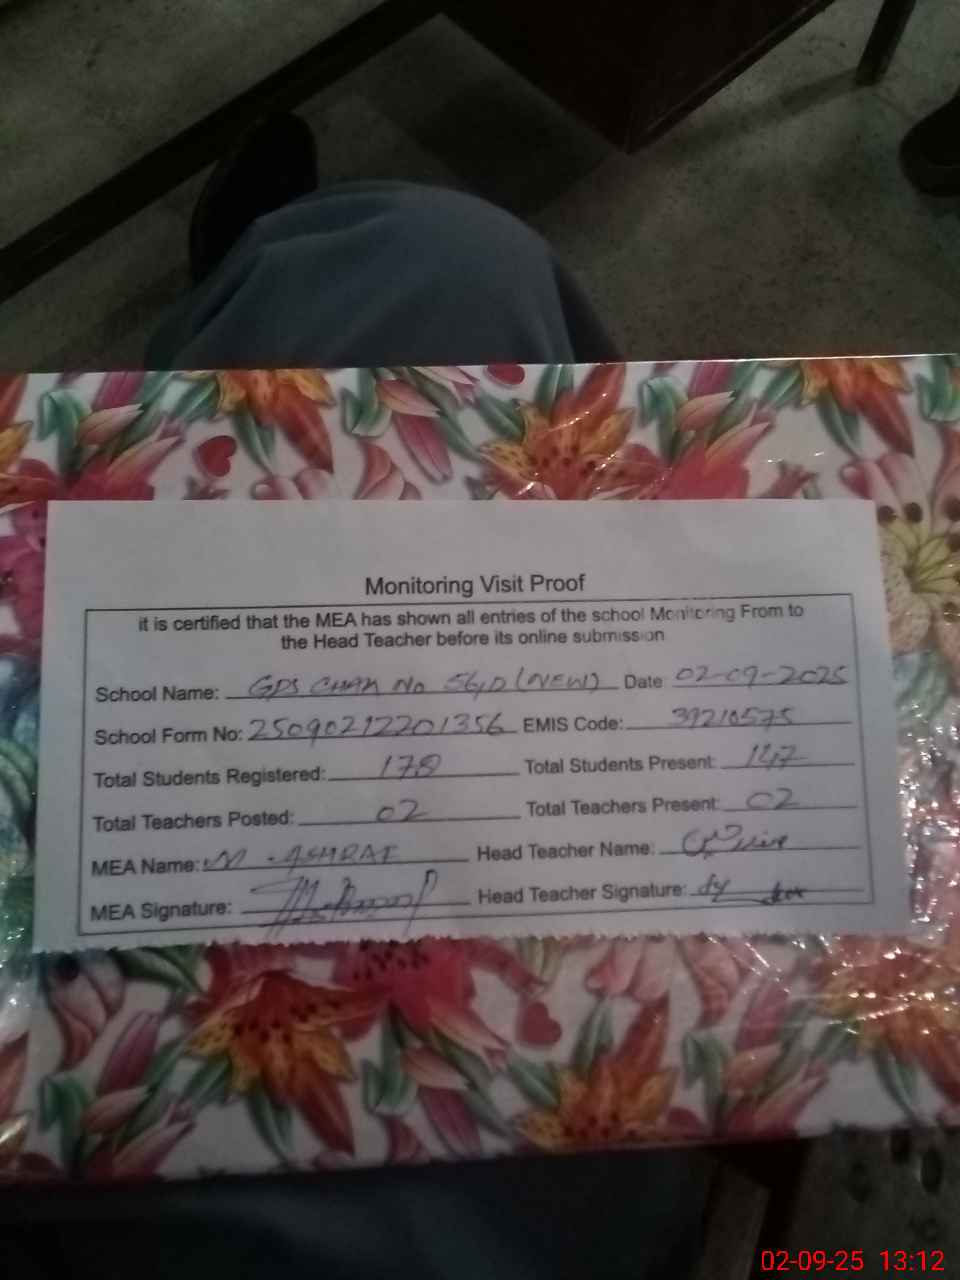 Monitoring Visit Proof
it is certified that the MEA has shown all entries of the school Monitoring From to
the Head Teacher before its online submission
School Name: GPS CHAK No 56/D (NEW) Date 02-09-2025
School Form No: 25090212201356 EMIS Code: 39210575
Total Students Registered: 178 Total Students Present: 147
Total Teachers Posted: 02 Total Teachers Present: 02
MEA Name: M. ASHRAF Head Teacher Name:
MEA Signature: Head Teacher Signature:
02-09-25 13:12